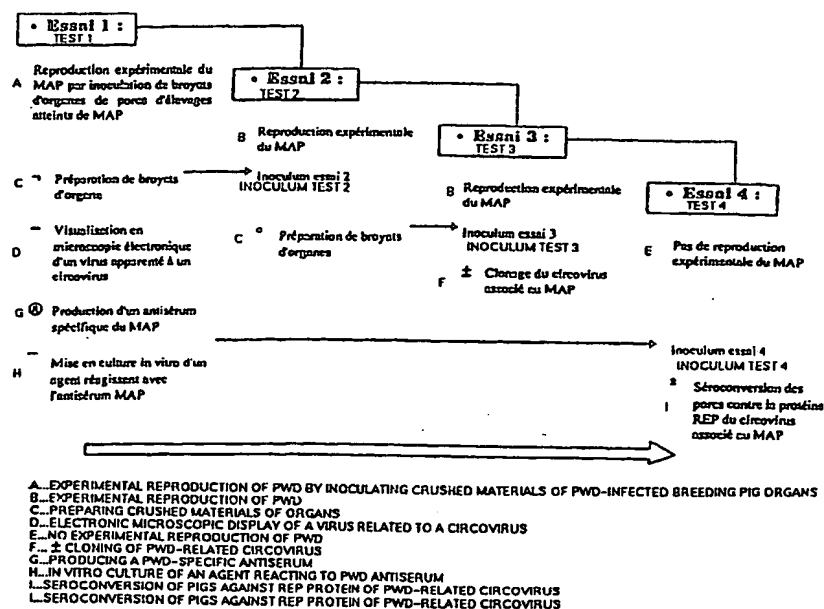 • Essai 1 :
TEST 1
A Reproduction expérimentale du
MAP par inoculation de broyats
d'organes de porcs d'élevages
atteints de MAP
C Préparation de broyats
d'organes
D Visualisation en
microscopie électronique
d'un virus apparenté à un
circovirus
G Production d'un antisérum
spécifique du MAP
H Mise en culture in vitro d'un
agent réagissant avec
l'antisérum MAP
• Essai 2 :
TEST 2
B Reproduction expérimentale
du MAP
Inoculum essai 2
INOCULUM TEST 2
C Préparation de broyats
d'organes
• Essai 3 :
TEST 3
B Reproduction expérimentale
du MAP
Inoculum essai 3
INOCULUM TEST 3
F ± Clonage du circovirus
associé au MAP
• Essai 4 :
TEST 4
E Pas de reproduction
expérimentale du MAP
Inoculum essai 4
INOCULUM TEST 4
I Séroconversion des
porcs contre la protéine
REP du circovirus
associé au MAP
A...EXPERIMENTAL REPRODUCTION OF PWD BY INOCULATING CRUSHED MATERIALS OF PWD-INFECTED BREEDING PIG ORGANS
B...EXPERIMENTAL REPRODUCTION OF PWD
C...PREPARING CRUSHED MATERIALS OF ORGANS
D...ELECTRONIC MICROSCOPIC DISPLAY OF A VIRUS RELATED TO A CIRCOVIRUS
E...NO EXPERIMENTAL REPRODUCTION OF PWD
F...± CLONING OF PWD-RELATED CIRCOVIRUS
G...PRODUCING A PWD-SPECIFIC ANTISERUM
H...IN VITRO CULTURE OF AN AGENT REACTING TO PWD ANTISERUM
I...SEROCONVERSION OF PIGS AGAINST REP PROTEIN OF PWD-RELATED CIRCOVIRUS
L...SEROCONVERSION OF PIGS AGAINST REP PROTEIN OF PWD-RELATED CIRCOVIRUS